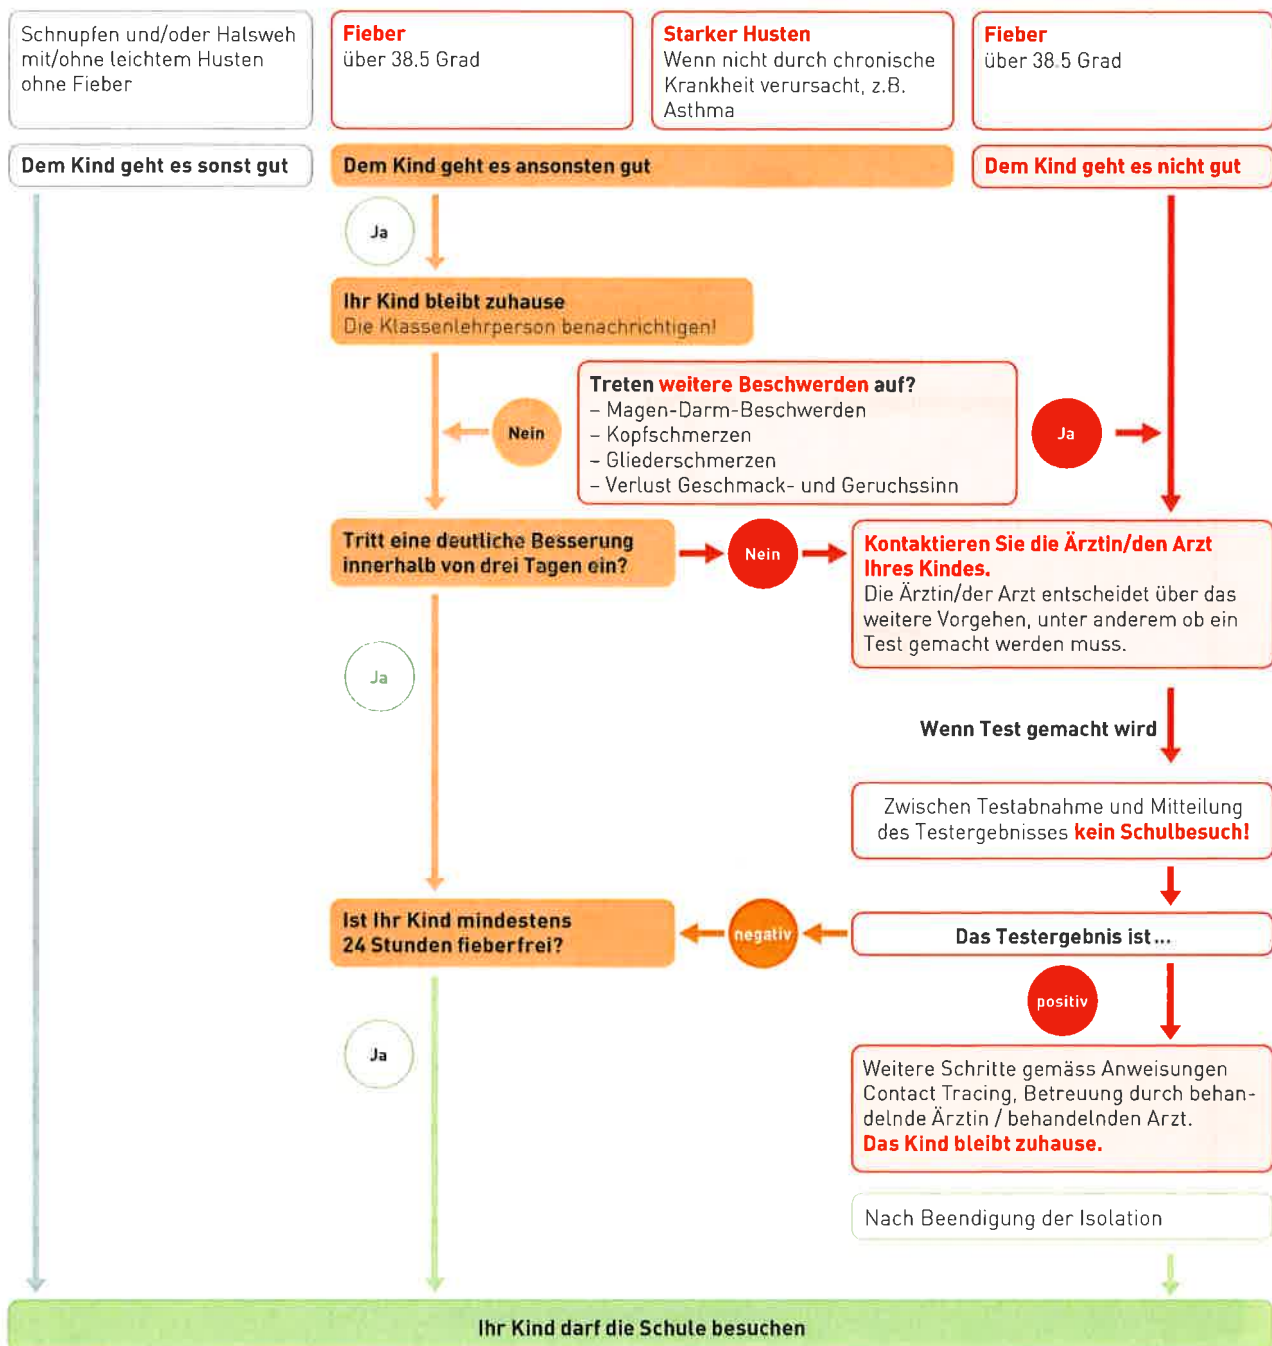 Schnupfen und/oder Halsweh
mit/ohne leichtem Husten
ohne Fieber
Fieber
über 38.5 Grad
Starker Husten
Wenn nicht durch chronische
Krankheit verursacht, z.B.
Asthma
Fieber
über 38.5 Grad
Dem Kind geht es sonst gut
Dem Kind geht es ansonsten gut
Dem Kind geht es nicht gut
Ja
Ihr Kind bleibt zuhause
Die Klassenlehrperson benachrichtigen!
Treten weitere Beschwerden auf?
– Magen-Darm-Beschwerden
– Kopfschmerzen
– Gliederschmerzen
– Verlust Geschmack- und Geruchssinn
Nein
Ja
Tritt eine deutliche Besserung
innerhalb von drei Tagen ein?
Nein
Kontaktieren Sie die Ärztin/den Arzt
Ihres Kindes.
Die Ärztin/der Arzt entscheidet über das
weitere Vorgehen, unter anderem ob ein
Test gemacht werden muss.
Ja
Wenn Test gemacht wird
Zwischen Testabnahme und Mitteilung
des Testergebnisses kein Schulbesuch!
Ist Ihr Kind mindestens
24 Stunden fieberfrei?
negativ
Das Testergebnis ist ...
positiv
Ja
Weitere Schritte gemäss Anweisungen
Contact Tracing, Betreuung durch behan-
delnde Ärztin / behandelnden Arzt.
Das Kind bleibt zuhause.
Nach Beendigung der Isolation
Ihr Kind darf die Schule besuchen